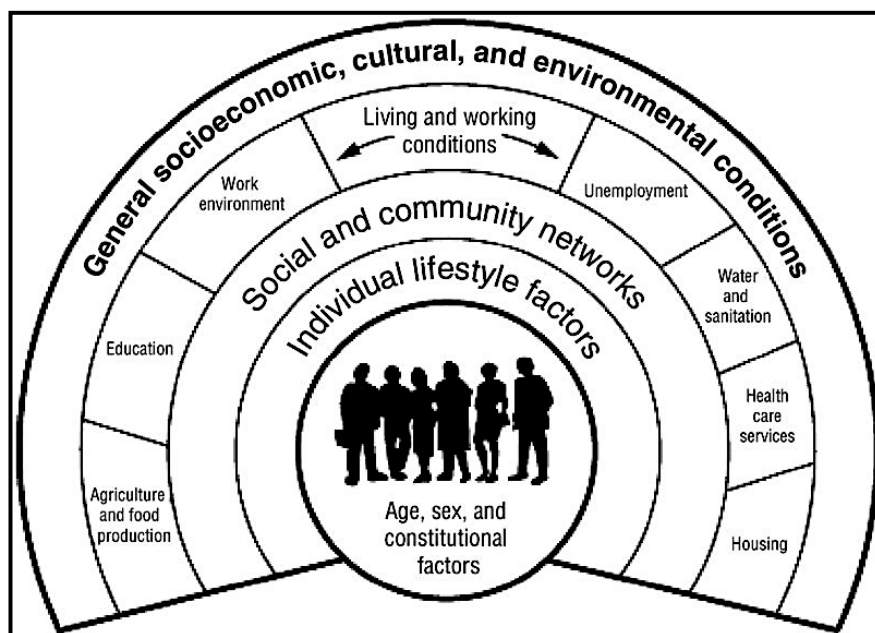 General socioeconomic, cultural, and environmental conditions
Living and working
conditions
Work
environment
Unemployment
Education
Water
and
sanitation
Agriculture
and food
production
Health
care
services
Housing
Social and community networks
Individual lifestyle factors
Age, sex, and
constitutional
factors